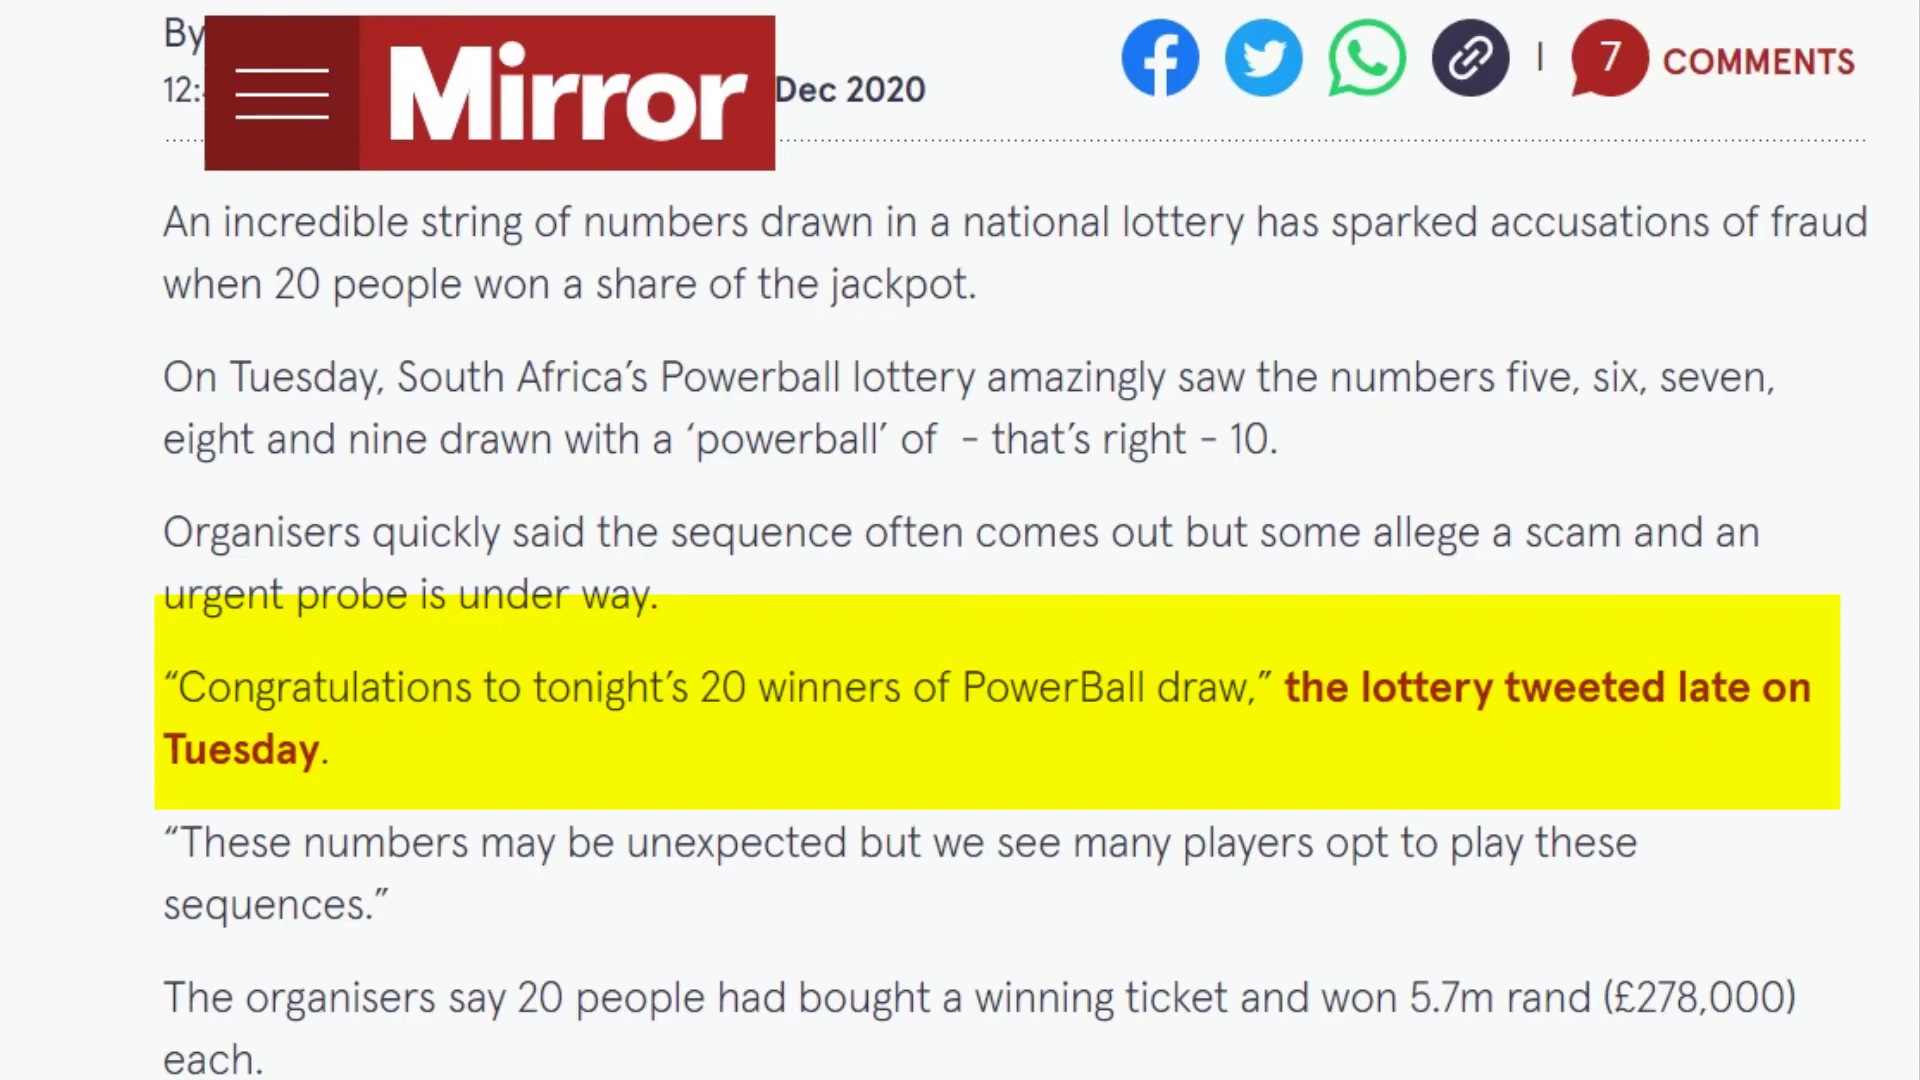 By
12:
Mirror
Dec 2020
7 COMMENTS
An incredible string of numbers drawn in a national lottery has sparked accusations of fraud
when 20 people won a share of the jackpot.
On Tuesday, South Africa’s Powerball lottery amazingly saw the numbers five, six, seven,
eight and nine drawn with a ‘powerball’ of - that’s right - 10.
Organisers quickly said the sequence often comes out but some allege a scam and an
urgent probe is under way.
“Congratulations to tonight’s 20 winners of PowerBall draw,” the lottery tweeted late on
Tuesday.
“These numbers may be unexpected but we see many players opt to play these
sequences.”
The organisers say 20 people had bought a winning ticket and won 5.7m rand (£278,000)
each.